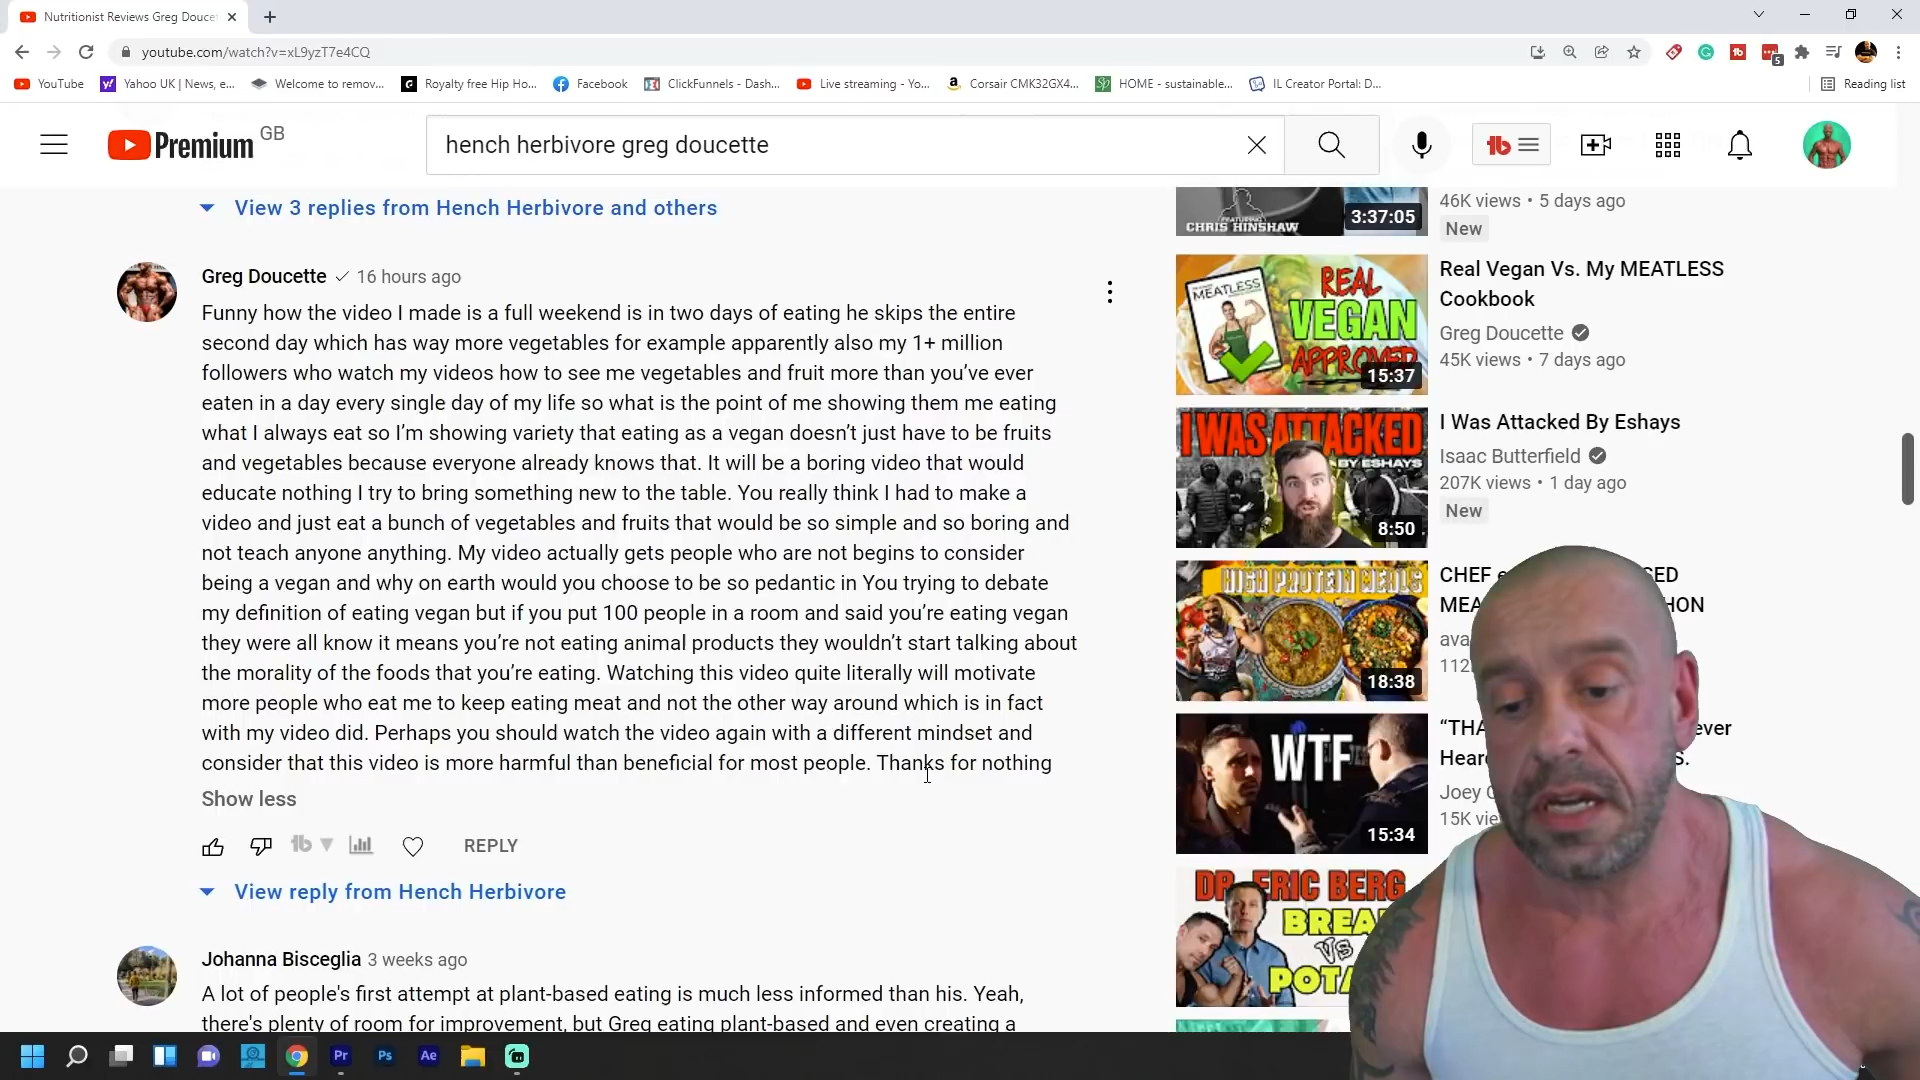 Nutritionist Reviews Greg Doucet
youtube.com/watch?v=xL9yzT7e4CQ
5
YouTube
Yahoo UK | News, e...
Welcome to remov...
Royalty free Hip Ho...
Facebook
ClickFunnels - Dash...
Live streaming - Yo...
Corsair CMK32GX4...
HOME - sustainable...
IL Creator Portal: D...
Reading list
Premium GB
hench herbivore greg doucette
View 3 replies from Hench Herbivore and others
Greg Doucette 16 hours ago
Funny how the video I made is a full weekend is in two days of eating he skips the entire
second day which has way more vegetables for example apparently also my 1+ million
followers who watch my videos how to see me vegetables and fruit more than you’ve ever
eaten in a day every single day of my life so what is the point of me showing them me eating
what I always eat so I’m showing variety that eating as a vegan doesn’t just have to be fruits
and vegetables because everyone already knows that. It will be a boring video that would
educate nothing I try to bring something new to the table. You really think I had to make a
video and just eat a bunch of vegetables and fruits that would be so simple and so boring and
not teach anyone anything. My video actually gets people who are not begins to consider
being a vegan and why on earth would you choose to be so pedantic in You trying to debate
my definition of eating vegan but if you put 100 people in a room and said you’re eating vegan
they were all know it means you’re not eating animal products they wouldn’t start talking about
the morality of the foods that you’re eating. Watching this video quite literally will motivate
more people who eat me to keep eating meat and not the other way around which is in fact
with my video did. Perhaps you should watch the video again with a different mindset and
consider that this video is more harmful than beneficial for most people. Thanks for nothing
Show less
REPLY
View reply from Hench Herbivore
Johanna Bisceglia 3 weeks ago
A lot of people's first attempt at plant-based eating is much less informed than his. Yeah,
there's plenty of room for improvement, but Greg eating plant-based and even creating a
FEATURING
CHRIS HINSHAW
3:37:05
46K views • 5 days ago
New
MEATLESS
REAL
VEGAN
APPROVED
15:37
Real Vegan Vs. My MEATLESS
Cookbook
Greg Doucette
45K views • 7 days ago
I WAS ATTACKED
BY ESHAYS
8:50
I Was Attacked By Eshays
Isaac Butterfield
207K views • 1 day ago
New
HIGH PROTEIN MEALS
18:38
CHEF
WTF
15:34
Joey
15K
DR. ERIC BERG
BREA
VS
POTA
Pr
Ps
Ae